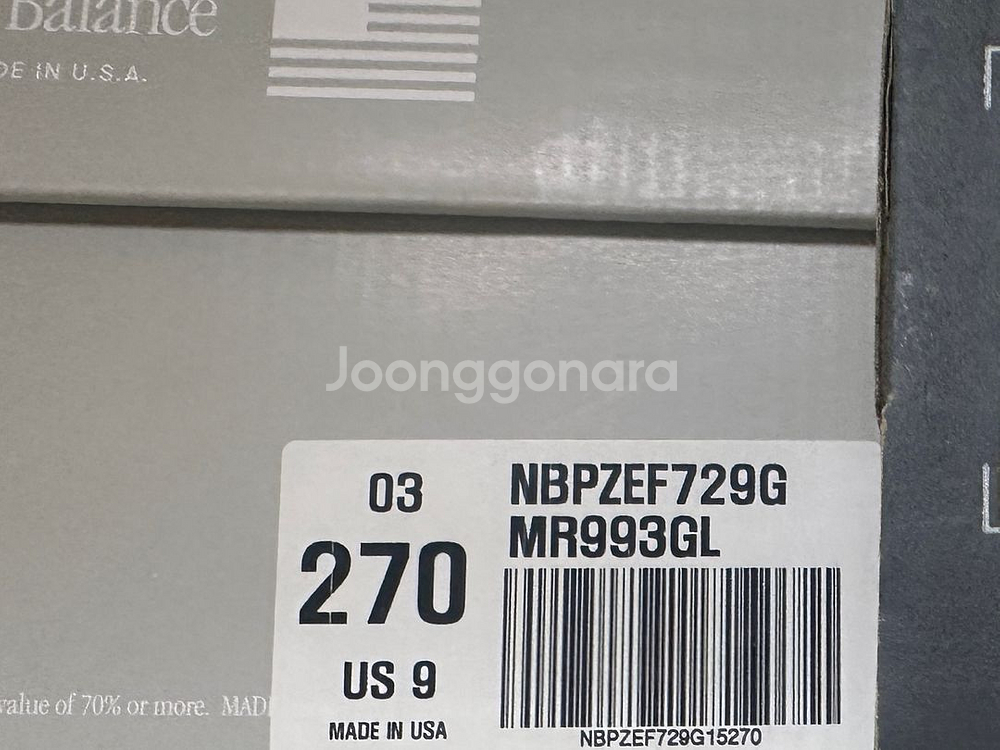 Balance
DE IN U.S.A.
Joonggonara
03
270
US 9
MADE IN USA
NBPZEF729G
MR993GL
NBPZEF729G15270
value of 70% or more. MADE